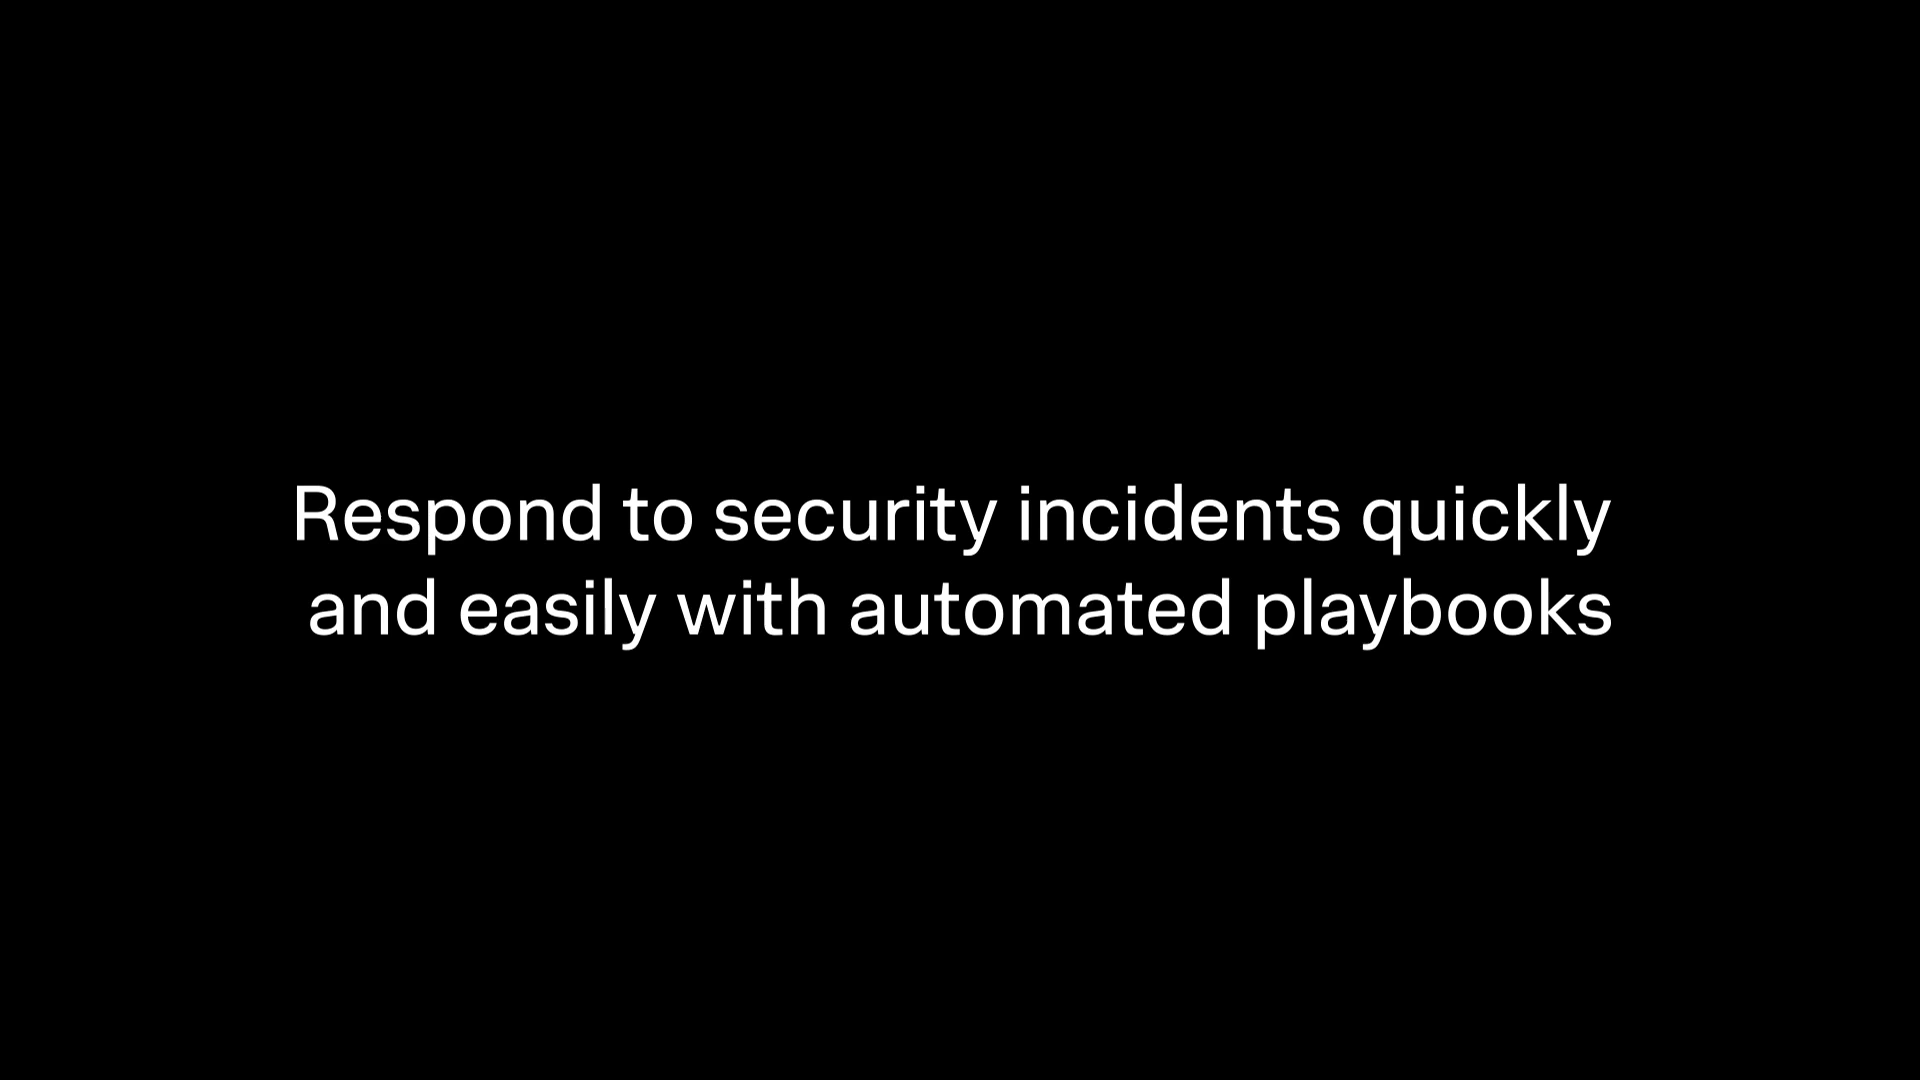 Respond to security incidents quickly
and easily with automated playbooks